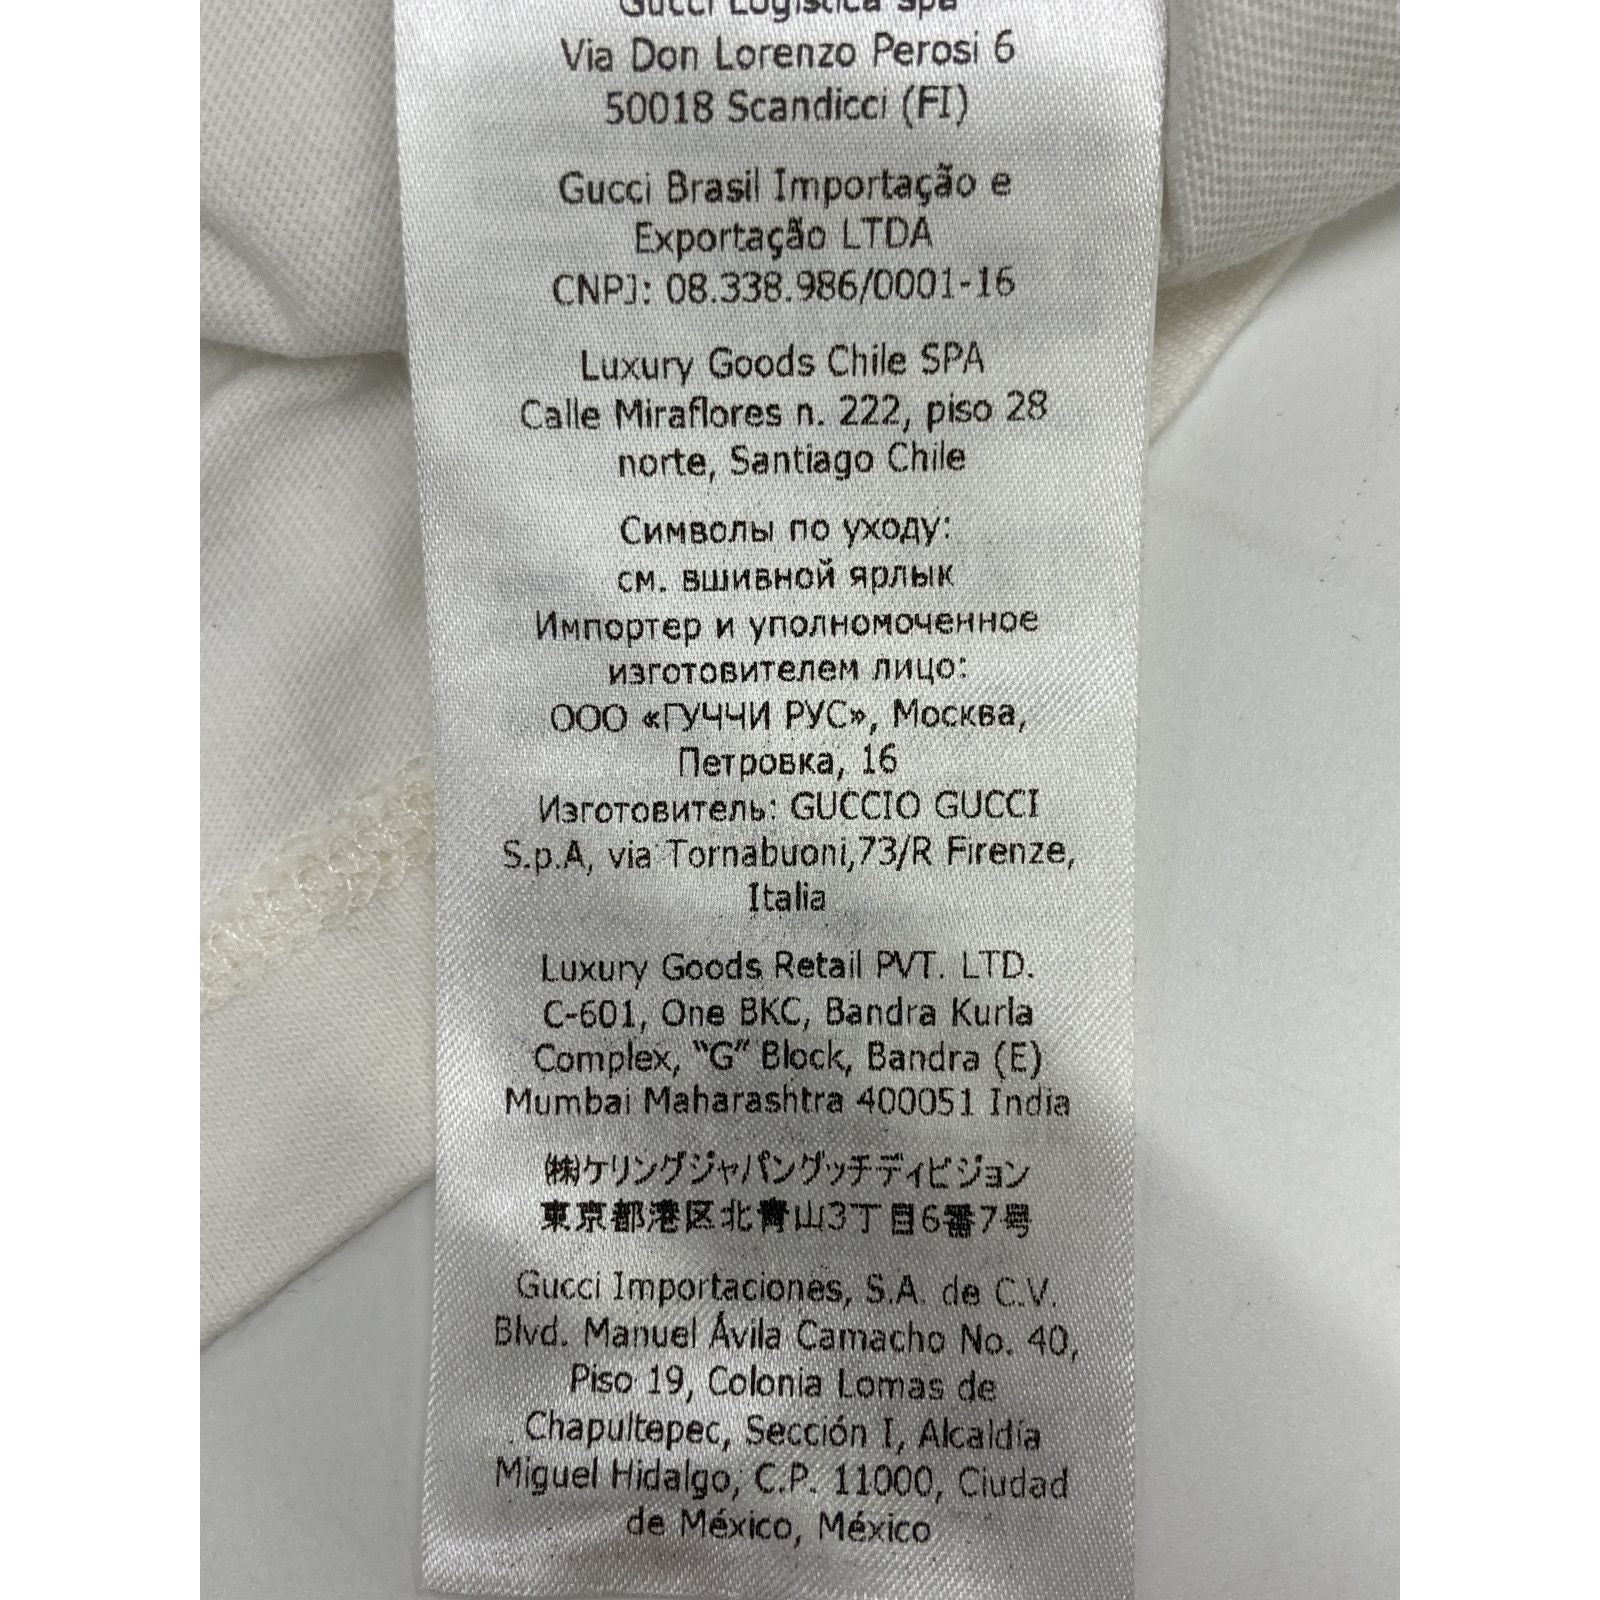 Gucci Logistica spa
Via Don Lorenzo Perosi 6
50018 Scandicci (FI)
Gucci Brasil Importação e
Exportação LTDA
CNPJ: 08.338.986/0001-16
Luxury Goods Chile SPA
Calle Miraflores n. 222, piso 28
norte, Santiago Chile
Символы по уходу:
см. вшивной ярлык
Импортер и уполномоченное
изготовителем лицо:
ООО «ГУЧЧИ РУС», Москва,
Петровка, 16
Изготовитель: GUCCIO GUCCI
S.p.A, via Tornabuoni,73/R Firenze,
Italia
Luxury Goods Retail PVT. LTD.
C-601, One BKC, Bandra Kurla
Complex, “G” Block, Bandra (E)
Mumbai Maharashtra 400051 India
㈱ケリングジャパングッチディビジョン
東京都港区北青山3丁目6番7号
Gucci Importaciones, S.A. de C.V.
Blvd. Manuel Ávila Camacho No. 40,
Piso 19, Colonia Lomas de
Chapultepec, Sección I, Alcaldía
Miguel Hidalgo, C.P. 11000, Ciudad
de México, México